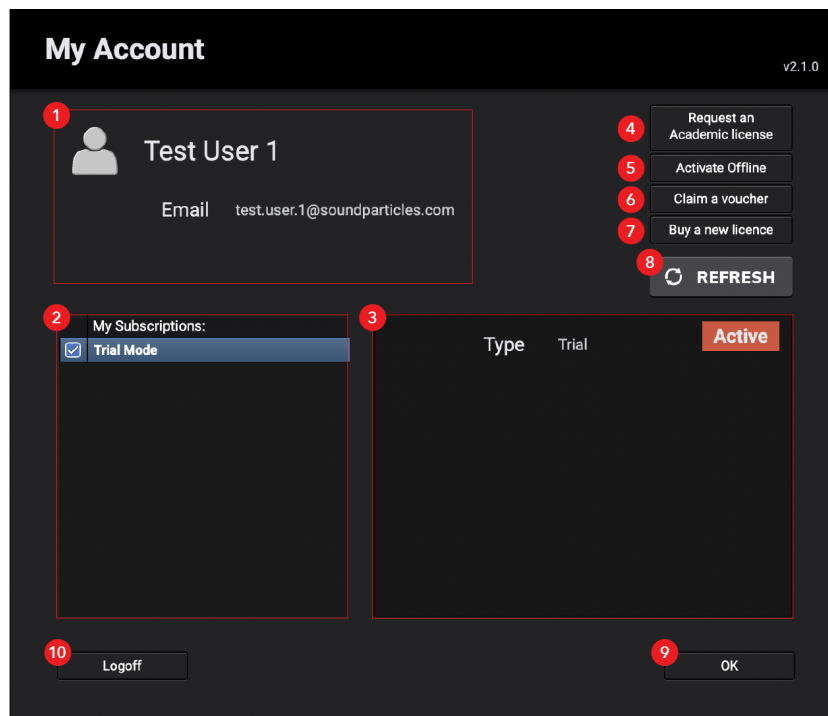 My Account
v2.1.0
1
Test User 1
Email test.user.1@soundparticles.com
4 Request an
Academic license
5 Activate Offline
6 Claim a voucher
7 Buy a new licence
8 REFRESH
2 My Subscriptions:
Trial Mode
3 Type Trial Active
10 Logoff
9 OK